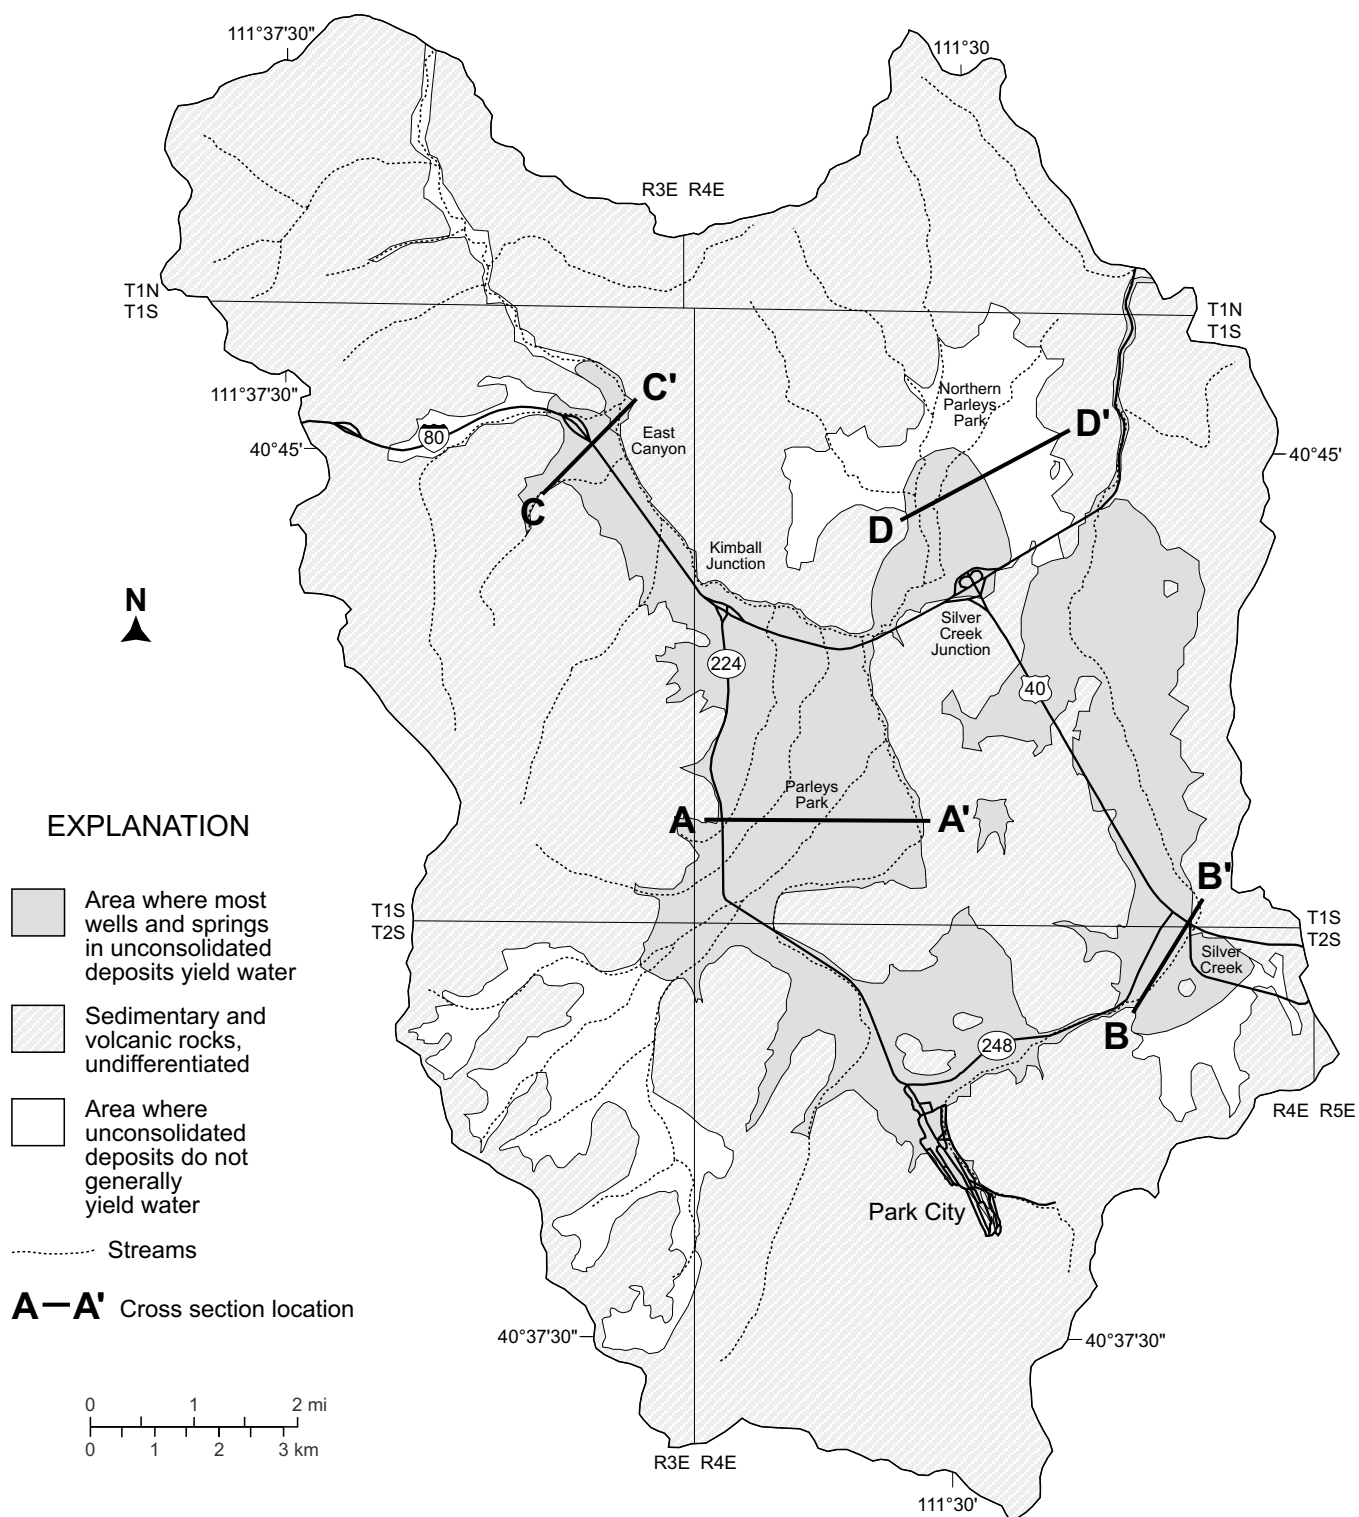 111°37'30"
111°30
R3E R4E
T1N
T1S
T1N
T1S
111°37'30"
C'
Northern
Parleys
Park
D'
80
East
Canyon
40°45'
40°45'
C
D
Kimball
Junction
N
Silver
Creek
Junction
224
40
Parleys
Park
A
A'
EXPLANATION
B'
Area where most
wells and springs
in unconsolidated
deposits yield water
T1S
T2S
T1S
T2S
Silver
Creek
Sedimentary and
volcanic rocks,
undifferentiated
B
248
Area where
unconsolidated
deposits do not
generally
yield water
R4E R5E
Park City
Streams
A A' Cross section location
40°37'30"
40°37'30"
0 1 2 mi
0 1 2 3 km
R3E R4E
111°30'